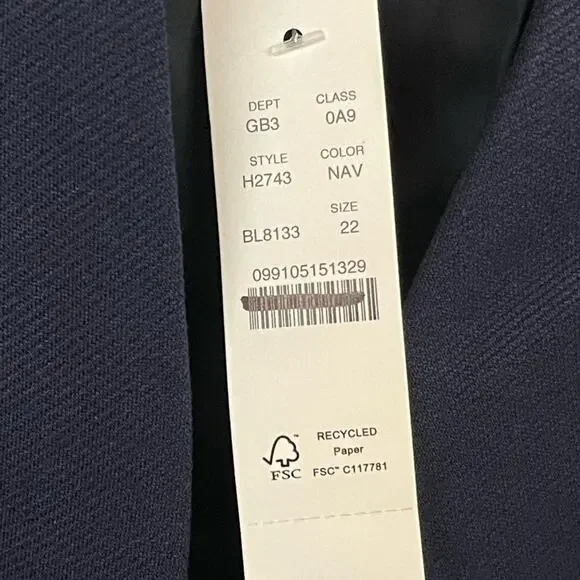 DEPT CLASS
GB3 0A9
STYLE COLOR
H2743 NAV
SIZE
BL8133 22
099105151329
RECYCLED
Paper
FSC FSC™ C117781